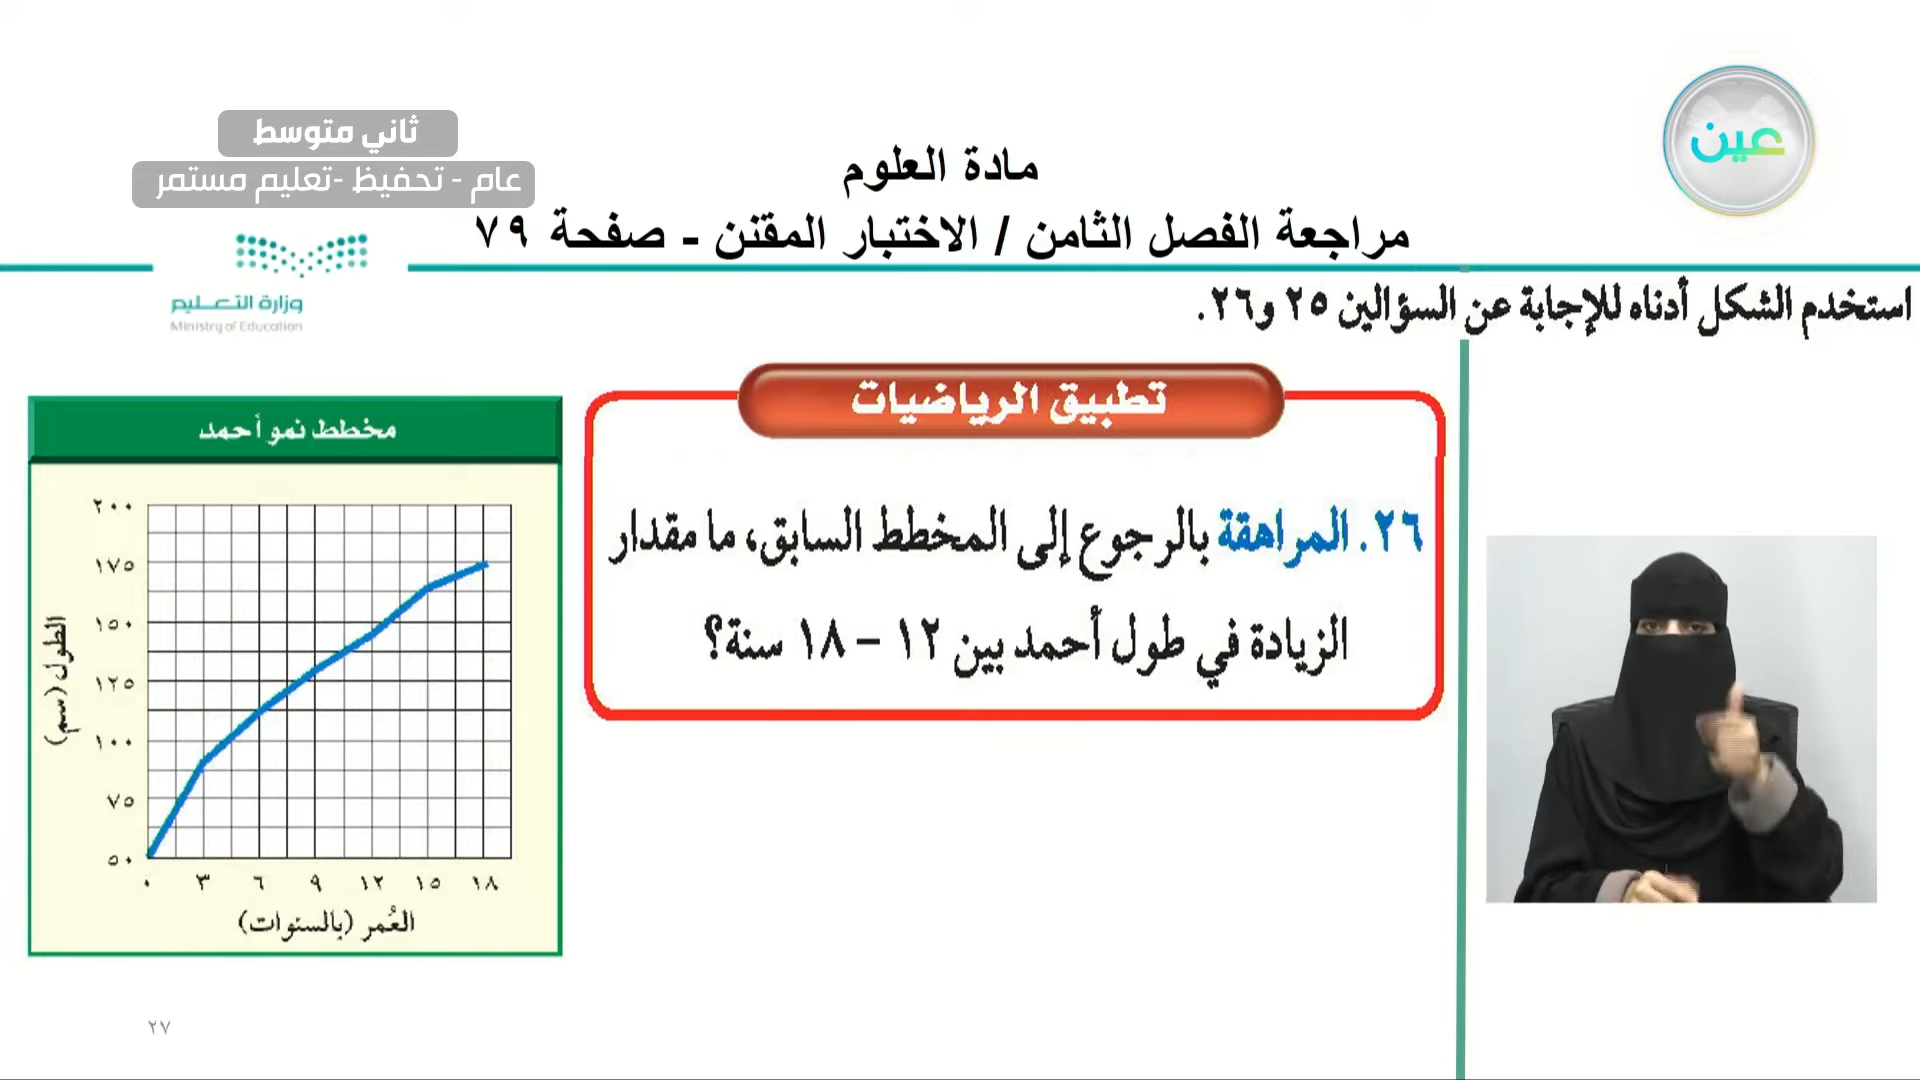 عين
ثاني متوسط
عام - تحفيظ -تعليم مستمر
مادة العلوم
مراجعة الفصل الثامن / الاختبار المقنن - صفحة ٧٩
وزارة التعليم
Ministry of Education
استخدم الشكل أدناه للإجابة عن السؤالين ٢٥ و٢٦.
تطبيق الرياضيات
٢٦. المراهقة بالرجوع إلى المخطط السابق، ما مقدار
الزيادة في طول أحمد بين ١٢ – ١٨ سنة؟
مخطط نمو أحمد
الطول (سم)
٢٠٠
١٧٥
١٥٠
١٢٥
١٠٠
٧٥
٥٠
٠ ٣ ٦ ٩ ١٢ ١٥ ١٨
العُمر (بالسنوات)
٢٧